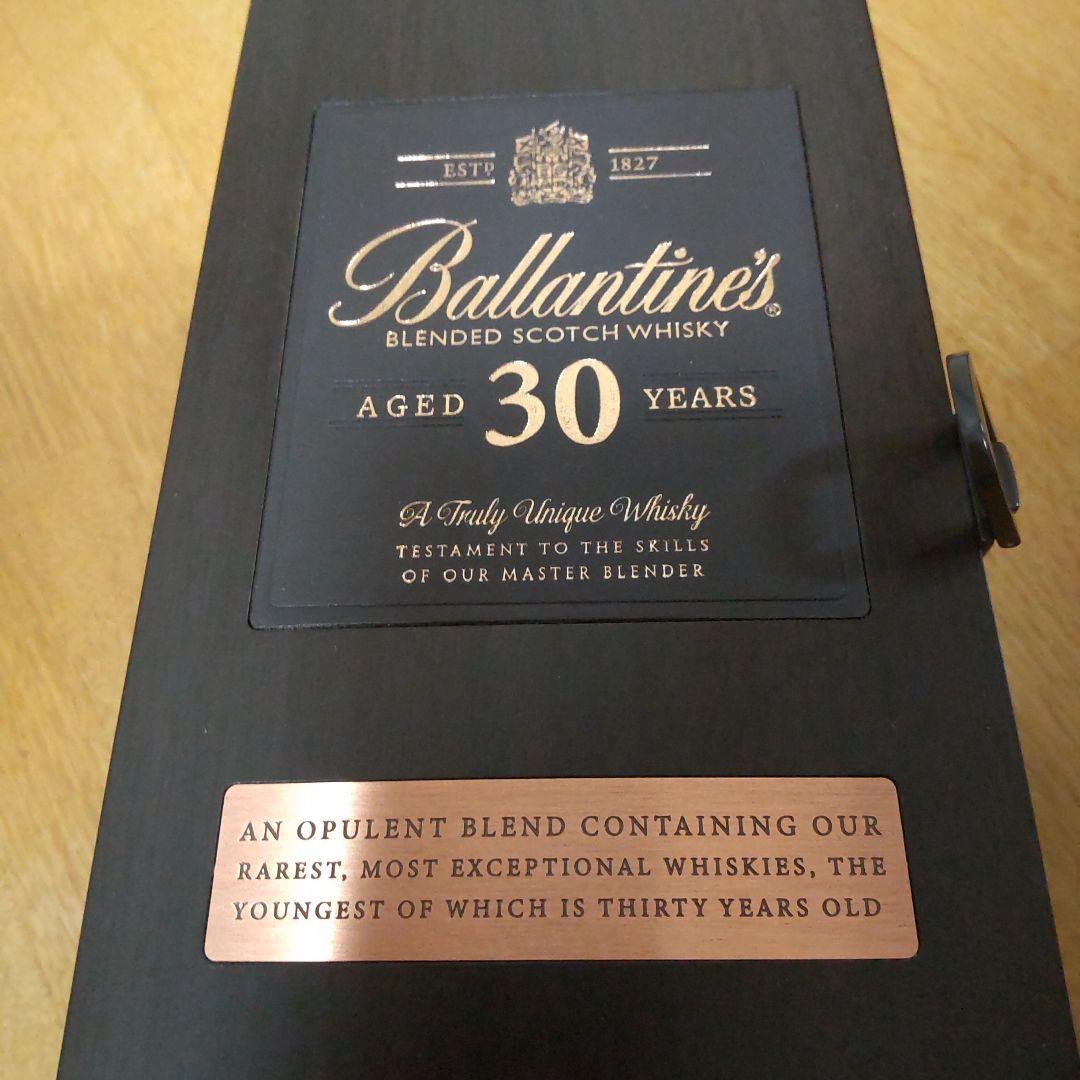 ESTD 1827
Ballantine's®
BLENDED SCOTCH WHISKY
AGED 30 YEARS
A Truly Unique Whisky
TESTAMENT TO THE SKILLS
OF OUR MASTER BLENDER
AN OPULENT BLEND CONTAINING OUR
RAREST, MOST EXCEPTIONAL WHISKIES, THE
YOUNGEST OF WHICH IS THIRTY YEARS OLD